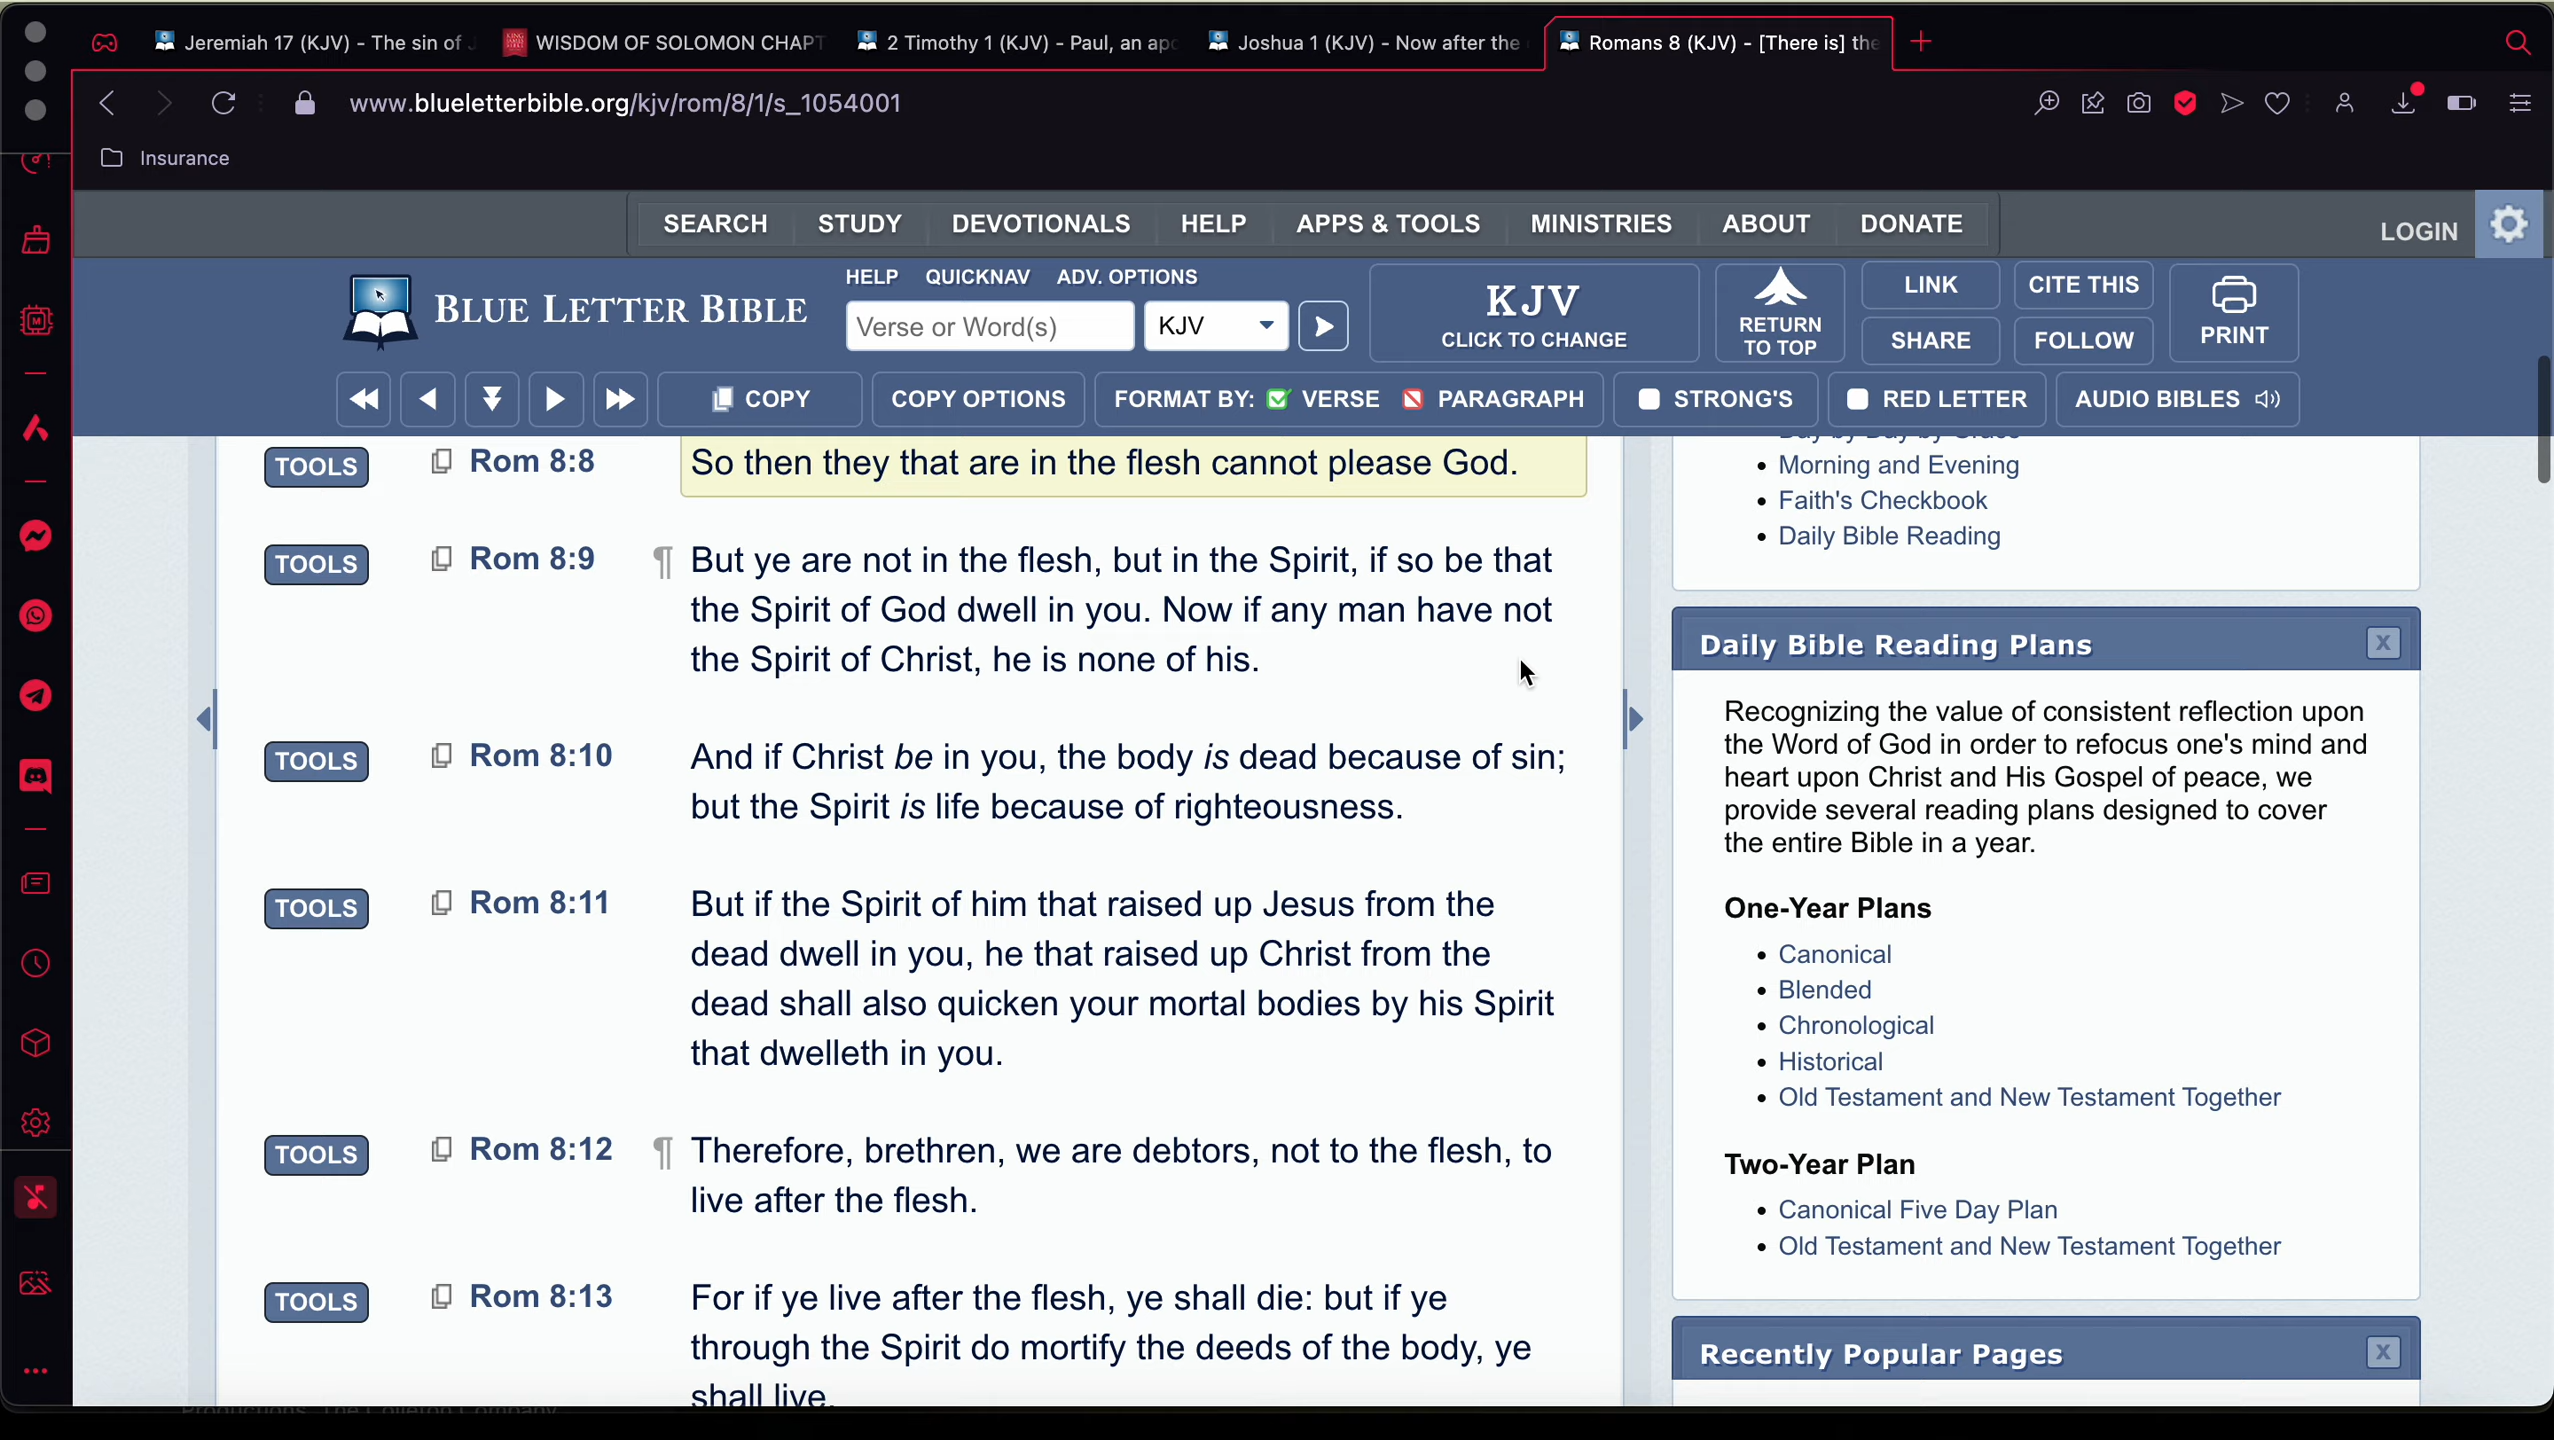 Jeremiah 17 (KJV) - The sin of J
WISDOM OF SOLOMON CHAPT
2 Timothy 1 (KJV) - Paul, an apo
Joshua 1 (KJV) - Now after the
Romans 8 (KJV) - [There is] the
www.blueletterbible.org/kjv/rom/8/1/s_1054001
Insurance
SEARCH STUDY DEVOTIONALS HELP APPS & TOOLS MINISTRIES ABOUT DONATE
LOGIN
BLUE LETTER BIBLE
HELP QUICKNAV ADV. OPTIONS
Verse or Word(s) KJV
KJV
CLICK TO CHANGE
RETURN
TO TOP
LINK CITE THIS
SHARE FOLLOW
PRINT
COPY COPY OPTIONS FORMAT BY: VERSE PARAGRAPH STRONG'S RED LETTER AUDIO BIBLES
TOOLS Rom 8:8 So then they that are in the flesh cannot please God.
TOOLS Rom 8:9 ¶ But ye are not in the flesh, but in the Spirit, if so be that
the Spirit of God dwell in you. Now if any man have not
the Spirit of Christ, he is none of his.
TOOLS Rom 8:10 And if Christ be in you, the body is dead because of sin;
but the Spirit is life because of righteousness.
TOOLS Rom 8:11 But if the Spirit of him that raised up Jesus from the
dead dwell in you, he that raised up Christ from the
dead shall also quicken your mortal bodies by his Spirit
that dwelleth in you.
TOOLS Rom 8:12 ¶ Therefore, brethren, we are debtors, not to the flesh, to
live after the flesh.
TOOLS Rom 8:13 For if ye live after the flesh, ye shall die: but if ye
through the Spirit do mortify the deeds of the body, ye
shall live.
Day by Day by Grace
• Morning and Evening
• Faith's Checkbook
• Daily Bible Reading
Daily Bible Reading Plans X
Recognizing the value of consistent reflection upon
the Word of God in order to refocus one's mind and
heart upon Christ and His Gospel of peace, we
provide several reading plans designed to cover
the entire Bible in a year.
One-Year Plans
• Canonical
• Blended
• Chronological
• Historical
• Old Testament and New Testament Together
Two-Year Plan
• Canonical Five Day Plan
• Old Testament and New Testament Together
Recently Popular Pages X